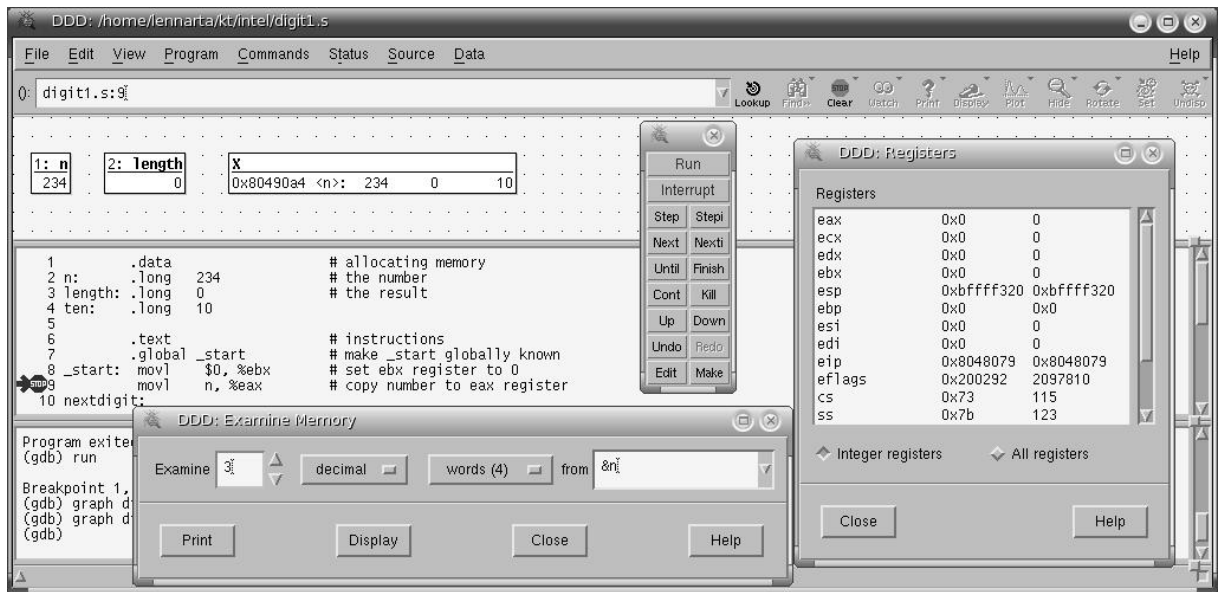 DDD: /home/lennarta/kt/intel/digit1.s
File Edit View Program Commands Status Source Data Help
(): digit1.s:9
Lookup Find» Clear Watch Print Display Plot Hide Rotate Set Undisp
1: n
234
2: length
0
X
0x80490a4 <n>: 234 0 10
1 .data # allocating memory
2 n: .long 234 # the number
3 length: .long 0 # the result
4 ten: .long 10
5
6 .text # instructions
7 .global _start # make _start globally known
8 _start: movl $0, %ebx # set ebx register to 0
STOP 9 movl n, %eax # copy number to eax register
10 nextdigit:
Program exite
(gdb) run
Breakpoint 1,
(gdb) graph d
(gdb) graph d
(gdb)
Run
Interrupt
Step Stepi
Next Nexti
Until Finish
Cont Kill
Up Down
Undo Redo
Edit Make
DDD: Registers
Registers
eax 0x0 0
ecx 0x0 0
edx 0x0 0
ebx 0x0 0
esp 0xbffff320 0xbffff320
ebp 0x0 0x0
esi 0x0 0
edi 0x0 0
eip 0x8048079 0x8048079
eflags 0x200292 2097810
cs 0x73 115
ss 0x7b 123
Integer registers All registers
Close Help
DDD: Examine Memory
Examine 3 decimal words (4) from &n
Print Display Close Help